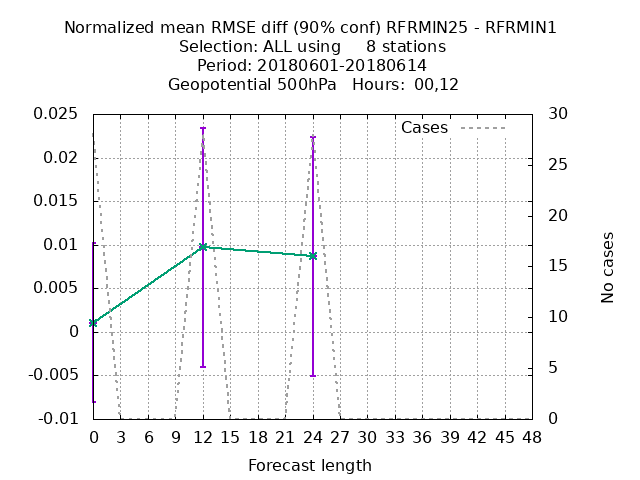 Normalized mean RMSE diff (90% conf) RFRMIN25 - RFRMIN1
Selection: ALL using     8 stations
Period: 20180601-20180614
Geopotential 500hPa   Hours: 00,12
Cases
0.025
0.02
0.015
0.01
0.005
0
-0.005
-0.01
30
25
20
15
10
5
0
No cases
0 3 6 9 12 15 18 21 24 27 30 33 36 39 42 45 48
Forecast length